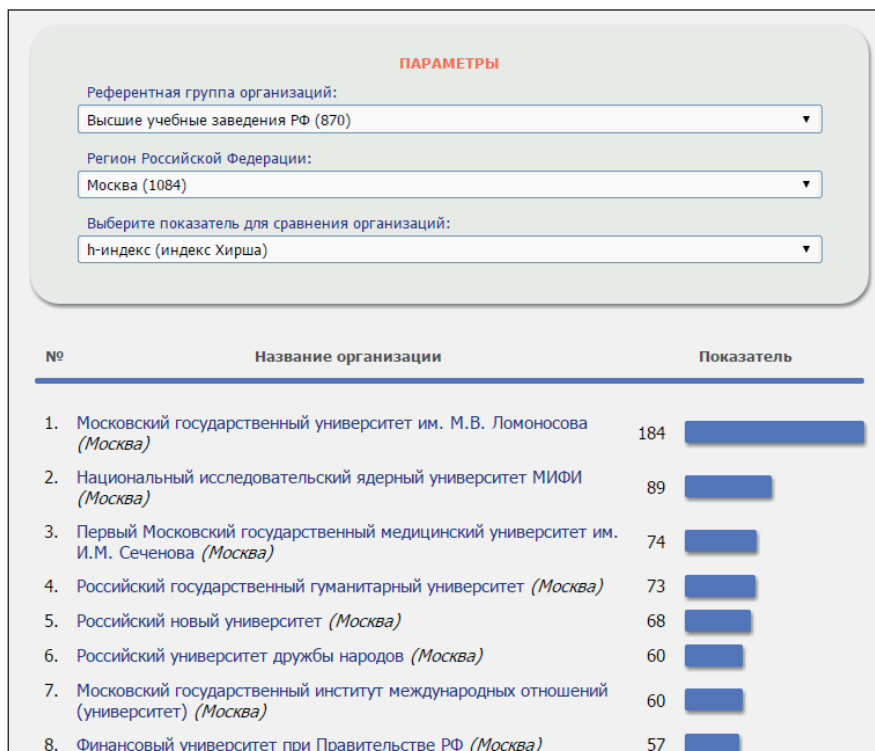 ПАРАМЕТРЫ
Референтная группа организаций:
Высшие учебные заведения РФ (870)
Регион Российской Федерации:
Москва (1084)
Выберите показатель для сравнения организаций:
h-индекс (индекс Хирша)
№ Название организации Показатель
1. Московский государственный университет им. М.В. Ломоносова
(Москва) 184
2. Национальный исследовательский ядерный университет МИФИ
(Москва) 89
3. Первый Московский государственный медицинский университет им.
И.М. Сеченова (Москва) 74
4. Российский государственный гуманитарный университет (Москва) 73
5. Российский новый университет (Москва) 68
6. Российский университет дружбы народов (Москва) 60
7. Московский государственный институт международных отношений
(университет) (Москва) 60
8. Финансовый университет при Правительстве РФ (Москва) 57